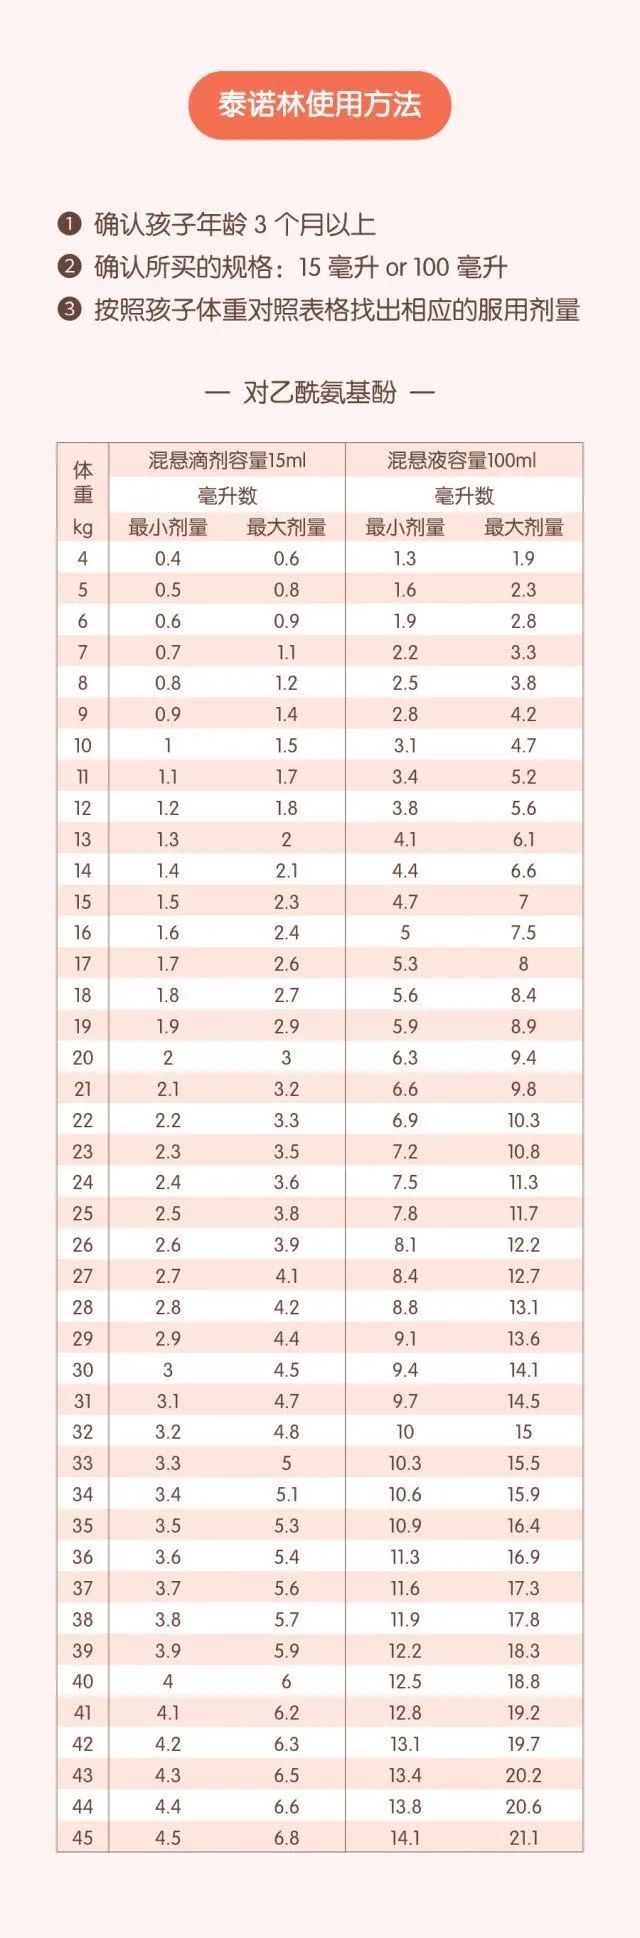 泰诺林使用方法
❶ 确认孩子年龄 3 个月以上
❷ 确认所买的规格：15 毫升 or 100 毫升
❸ 按照孩子体重对照表格找出相应的服用剂量
— 对乙酰氨基酚 —
体重 kg 混悬滴剂容量15ml 混悬液容量100ml
毫升数 毫升数
最小剂量 最大剂量 最小剂量 最大剂量
4 0.4 0.6 1.3 1.9
5 0.5 0.8 1.6 2.3
6 0.6 0.9 1.9 2.8
7 0.7 1.1 2.2 3.3
8 0.8 1.2 2.5 3.8
9 0.9 1.4 2.8 4.2
10 1 1.5 3.1 4.7
11 1.1 1.7 3.4 5.2
12 1.2 1.8 3.8 5.6
13 1.3 2 4.1 6.1
14 1.4 2.1 4.4 6.6
15 1.5 2.3 4.7 7
16 1.6 2.4 5 7.5
17 1.7 2.6 5.3 8
18 1.8 2.7 5.6 8.4
19 1.9 2.9 5.9 8.9
20 2 3 6.3 9.4
21 2.1 3.2 6.6 9.8
22 2.2 3.3 6.9 10.3
23 2.3 3.5 7.2 10.8
24 2.4 3.6 7.5 11.3
25 2.5 3.8 7.8 11.7
26 2.6 3.9 8.1 12.2
27 2.7 4.1 8.4 12.7
28 2.8 4.2 8.8 13.1
29 2.9 4.4 9.1 13.6
30 3 4.5 9.4 14.1
31 3.1 4.7 9.7 14.5
32 3.2 4.8 10 15
33 3.3 5 10.3 15.5
34 3.4 5.1 10.6 15.9
35 3.5 5.3 10.9 16.4
36 3.6 5.4 11.3 16.9
37 3.7 5.6 11.6 17.3
38 3.8 5.7 11.9 17.8
39 3.9 5.9 12.2 18.3
40 4 6 12.5 18.8
41 4.1 6.2 12.8 19.2
42 4.2 6.3 13.1 19.7
43 4.3 6.5 13.4 20.2
44 4.4 6.6 13.8 20.6
45 4.5 6.8 14.1 21.1